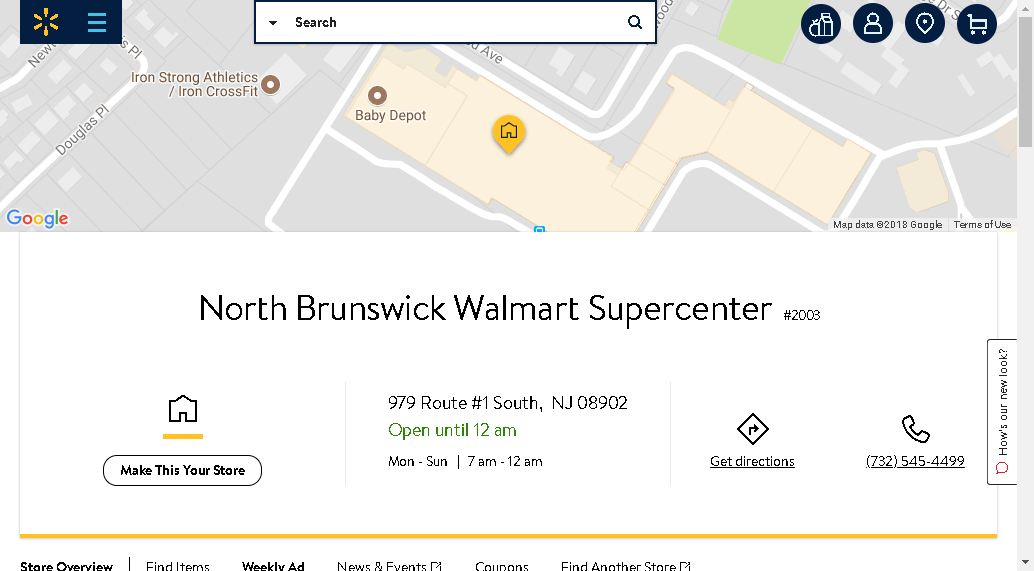 Search
Dr S
d Ave
New
s Pl
Iron Strong Athletics
/ Iron CrossFit
Baby Depot
Douglas Pl
Google
Map data ©2018 Google
Terms of Use
North Brunswick Walmart Supercenter #2003
How's our new look?
979 Route #1 South, NJ 08902
Open until 12 am
Mon - Sun | 7 am - 12 am
Make This Your Store
Get directions
(732) 545-4499
Store Overview | Find Items Weekly Ad News & Events Coupons Find Another Store